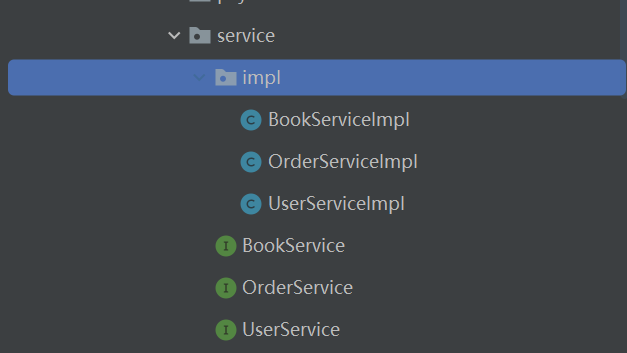 service
impl
BookServiceImpl
OrderServiceImpl
UserServiceImpl
BookService
OrderService
UserService